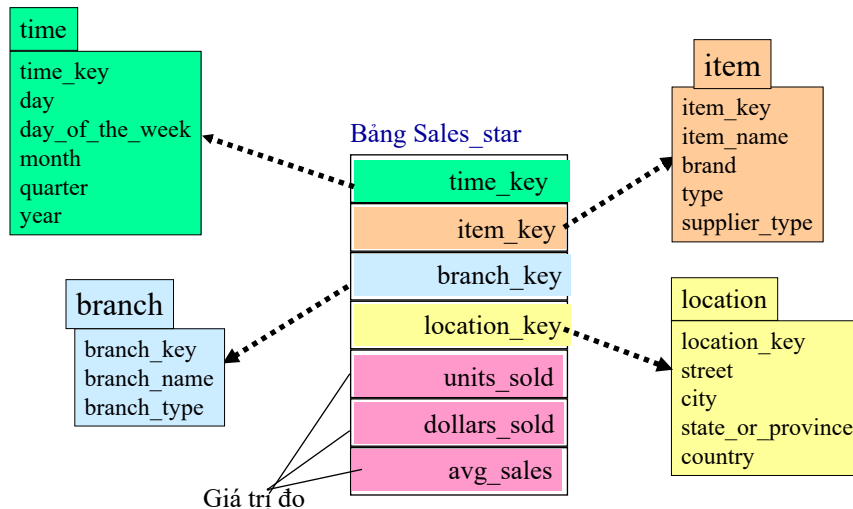 time
time_key
day
day_of_the_week
month
quarter
year
item
item_key
item_name
brand
type
supplier_type
Bảng Sales_star
time_key
item_key
branch_key
location_key
units_sold
dollars_sold
avg_sales
branch
branch_key
branch_name
branch_type
location
location_key
street
city
state_or_province
country
Giá trị đo